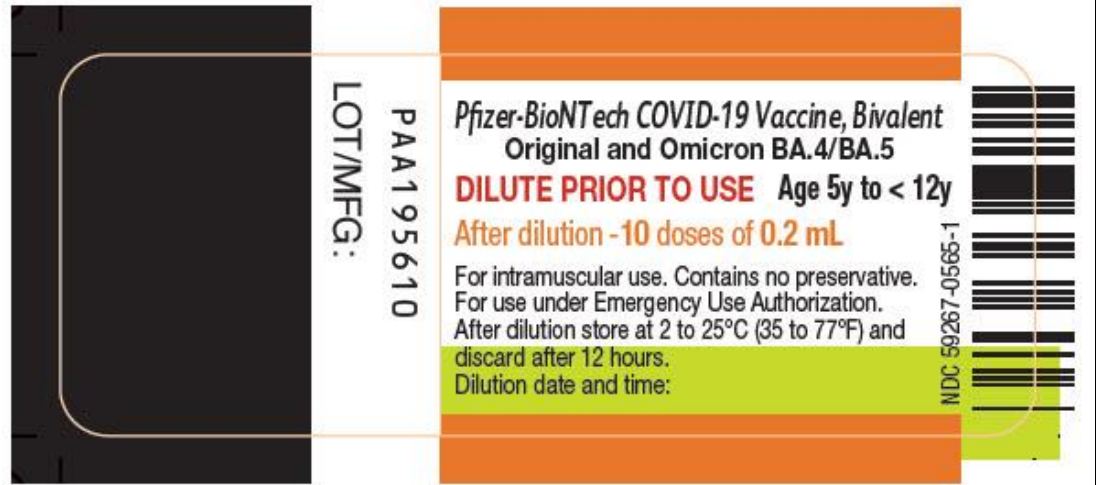 LOT/MFG:
PAA195610
Pfizer-BioNTech COVID-19 Vaccine, Bivalent
Original and Omicron BA.4/BA.5
DILUTE PRIOR TO USE Age 5y to < 12y
After dilution - 10 doses of 0.2 mL
For intramuscular use. Contains no preservative.
For use under Emergency Use Authorization.
After dilution store at 2 to 25°C (35 to 77°F) and
discard after 12 hours.
Dilution date and time:
NDC 59267-0565-1